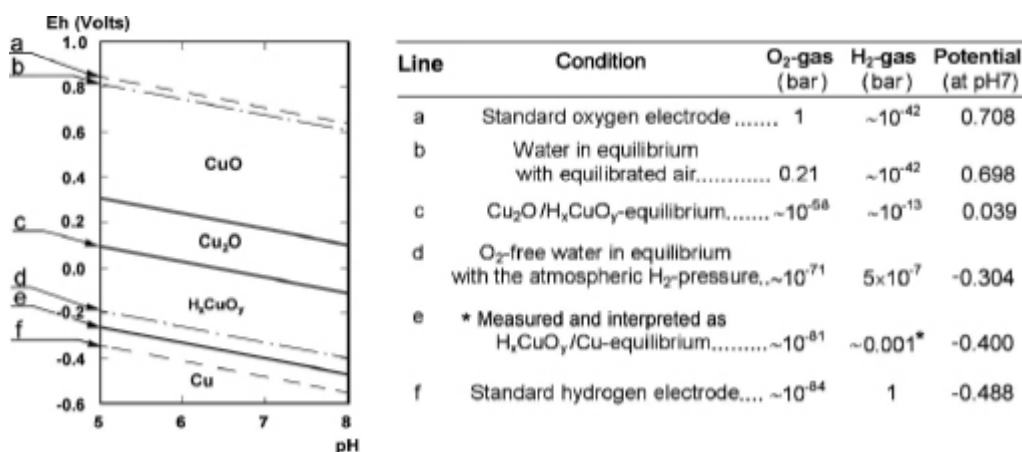 Eh (Volts)
1.0
a
b
0.8
0.6
CuO
0.4
0.2
Cu₂O
c
0.0
d
HₓCuOᵧ
e
-0.2
f
-0.4
Cu
-0.6
5 6 7 8
pH
Line Condition O₂-gas H₂-gas Potential
(bar) (bar) (at pH7)
a Standard oxygen electrode ....... 1 ~10⁻⁴² 0.708
b Water in equilibrium
with equilibrated air............ 0.21 ~10⁻⁴² 0.698
c Cu₂O/HₓCuOᵧ-equilibrium....... ~10⁻⁵⁸ ~10⁻¹³ 0.039
d O₂-free water in equilibrium
with the atmospheric H₂-pressure..~10⁻⁷¹ 5x10⁻⁷ -0.304
e * Measured and interpreted as
HₓCuOᵧ/Cu-equilibrium......... ~10⁻⁸¹ ~0.001* -0.400
f Standard hydrogen electrode.... ~10⁻⁸⁴ 1 -0.488